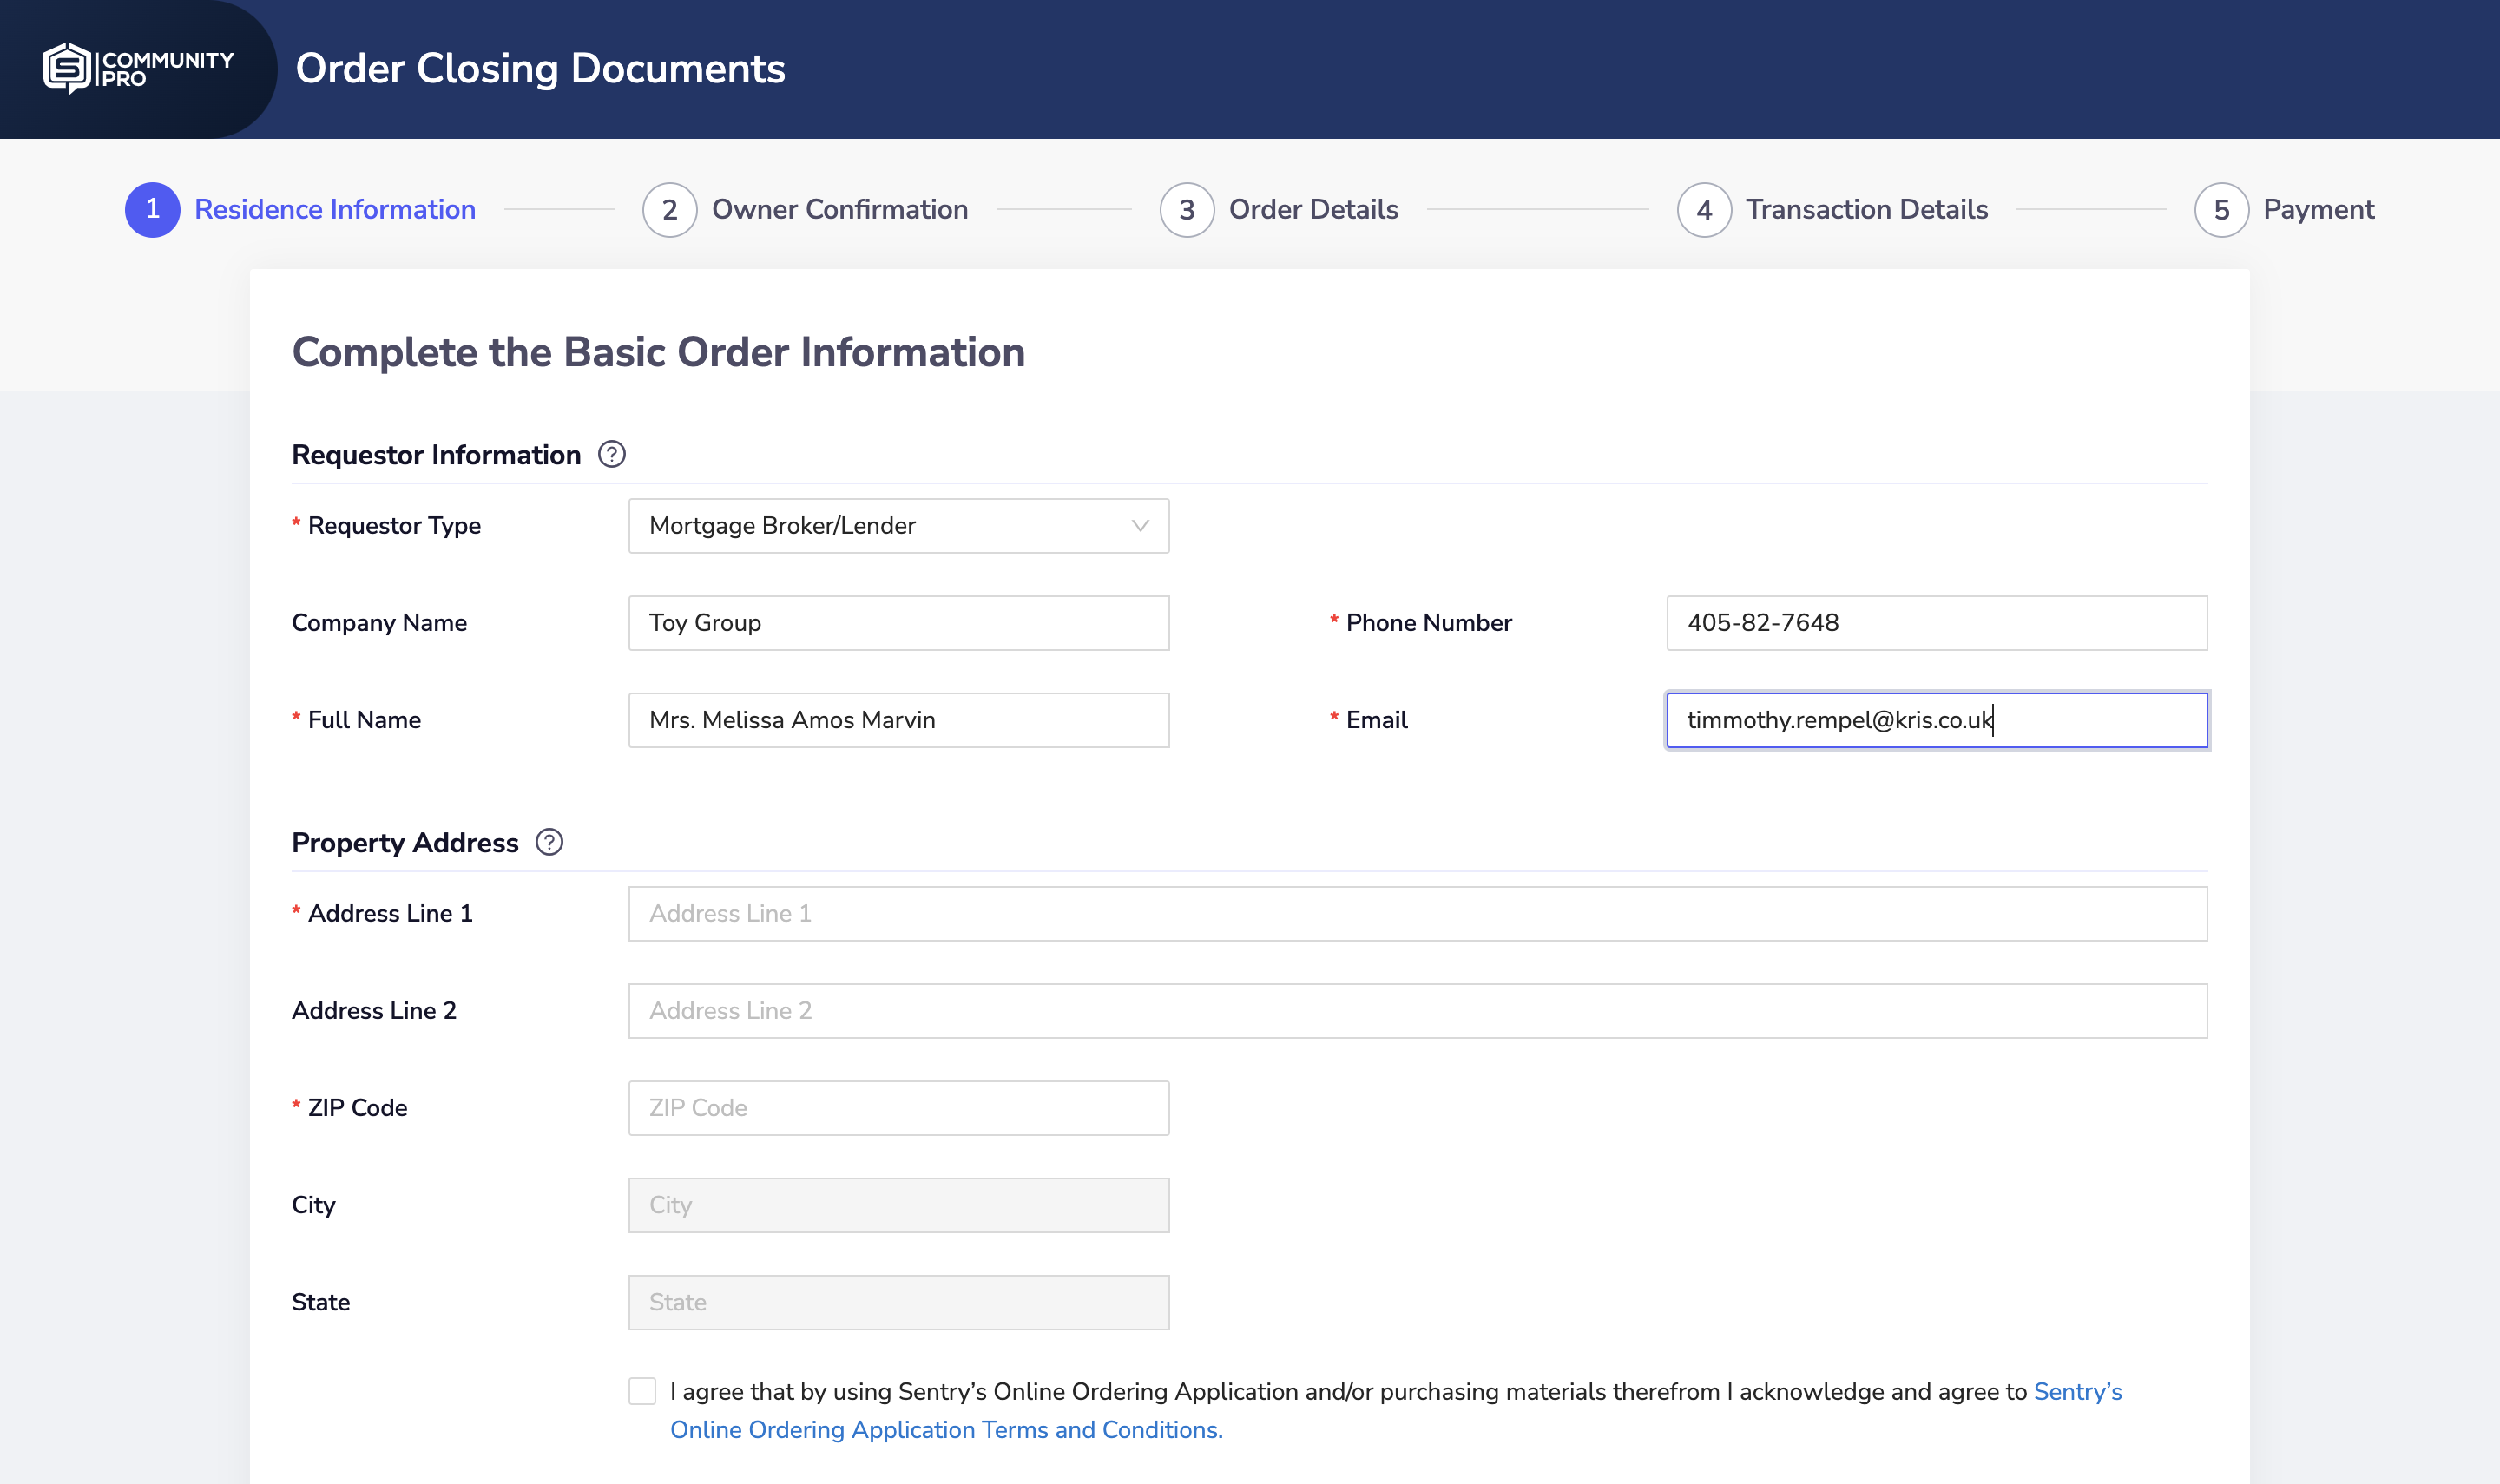 COMMUNITY
PRO
Order Closing Documents
1 Residence Information
2 Owner Confirmation
3 Order Details
4 Transaction Details
5 Payment
Complete the Basic Order Information
Requestor Information ?
* Requestor Type Mortgage Broker/Lender
Company Name Toy Group
* Phone Number 405-82-7648
* Full Name Mrs. Melissa Amos Marvin
* Email timmothy.rempel@kris.co.uk
Property Address ?
* Address Line 1 Address Line 1
Address Line 2 Address Line 2
* ZIP Code ZIP Code
City City
State State
I agree that by using Sentry’s Online Ordering Application and/or purchasing materials therefrom I acknowledge and agree to Sentry’s
Online Ordering Application Terms and Conditions.